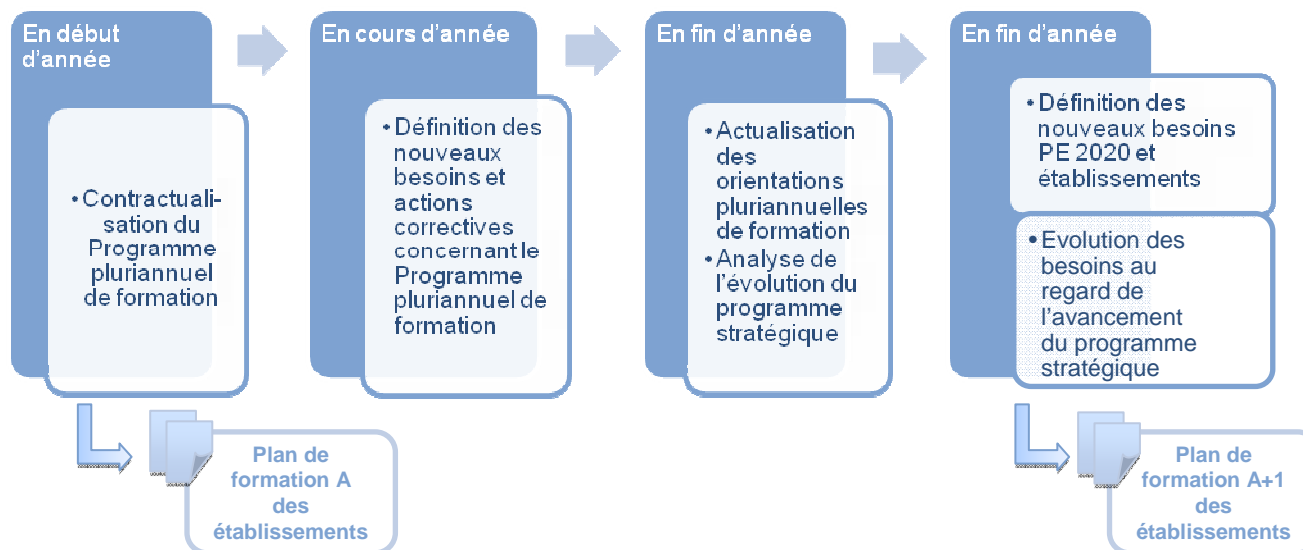 En début
d'année
• Contractuali-
sation du
Programme
pluriannuel
de formation
Plan de
formation A
des
établissements
En cours d'année
• Définition des
nouveaux
besoins et
actions
correctives
concernant le
Programme
pluriannuel de
formation
En fin d'année
• Actualisation
des
orientations
pluriannuelles
de formation
• Analyse de
l'évolution du
programme
stratégique
En fin d'année
• Définition des
nouveaux besoins
PE 2020 et
établissements
• Evolution des
besoins au
regard de
l'avancement
du programme
stratégique
Plan de
formation A+1
des
établissements